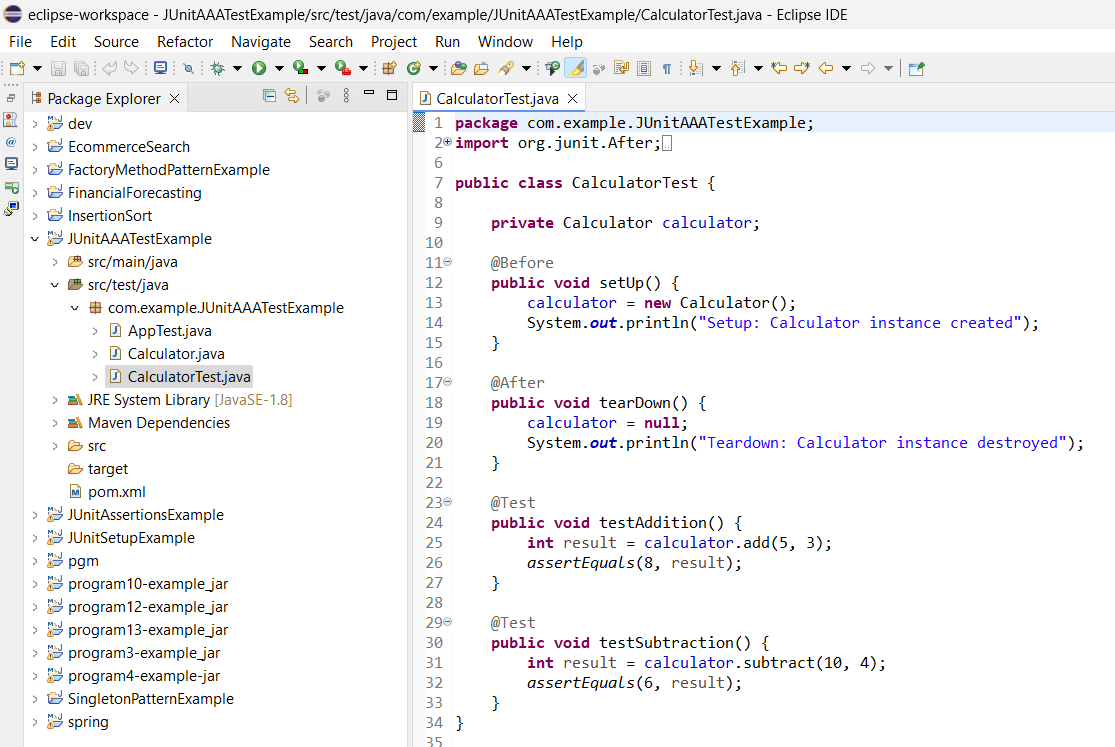 eclipse-workspace - JUnitAAATestExample/src/test/java/com/example/JUnitAAATestExample/CalculatorTest.java - Eclipse IDE
File Edit Source Refactor Navigate Search Project Run Window Help
Package Explorer
dev
EcommerceSearch
FactoryMethodPatternExample
FinancialForecasting
InsertionSort
JUnitAAATestExample
src/main/java
src/test/java
com.example.JUnitAAATestExample
AppTest.java
Calculator.java
CalculatorTest.java
JRE System Library [JavaSE-1.8]
Maven Dependencies
src
target
pom.xml
JUnitAssertionsExample
JUnitSetupExample
pgm
program10-example_jar
program12-example_jar
program13-example_jar
program3-example_jar
program4-example-jar
SingletonPatternExample
spring
CalculatorTest.java
1 package com.example.JUnitAAATestExample;
2 import org.junit.After;
6
7 public class CalculatorTest {
8
9     private Calculator calculator;
10
11     @Before
12     public void setUp() {
13         calculator = new Calculator();
14         System.out.println("Setup: Calculator instance created");
15     }
16
17     @After
18     public void tearDown() {
19         calculator = null;
20         System.out.println("Teardown: Calculator instance destroyed");
21     }
22
23     @Test
24     public void testAddition() {
25         int result = calculator.add(5, 3);
26         assertEquals(8, result);
27     }
28
29     @Test
30     public void testSubtraction() {
31         int result = calculator.subtract(10, 4);
32         assertEquals(6, result);
33     }
34 }
35